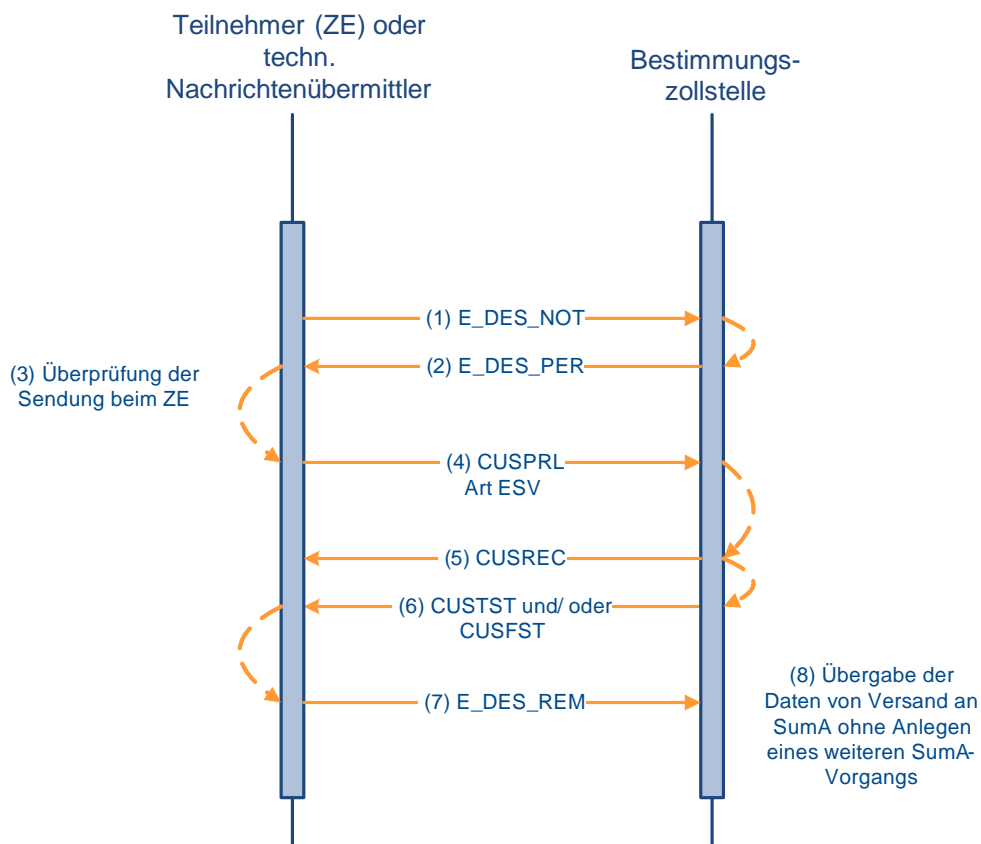 Teilnehmer (ZE) oder
techn.
Nachrichtenübermittler
Bestimmungs-
zollstelle
(1) E_DES_NOT
(2) E_DES_PER
(3) Überprüfung der
Sendung beim ZE
(4) CUSPRL
Art ESV
(5) CUSREC
(6) CUSTST und/ oder
CUSFST
(7) E_DES_REM
(8) Übergabe der
Daten von Versand an
SumA ohne Anlegen
eines weiteren SumA-
Vorgangs